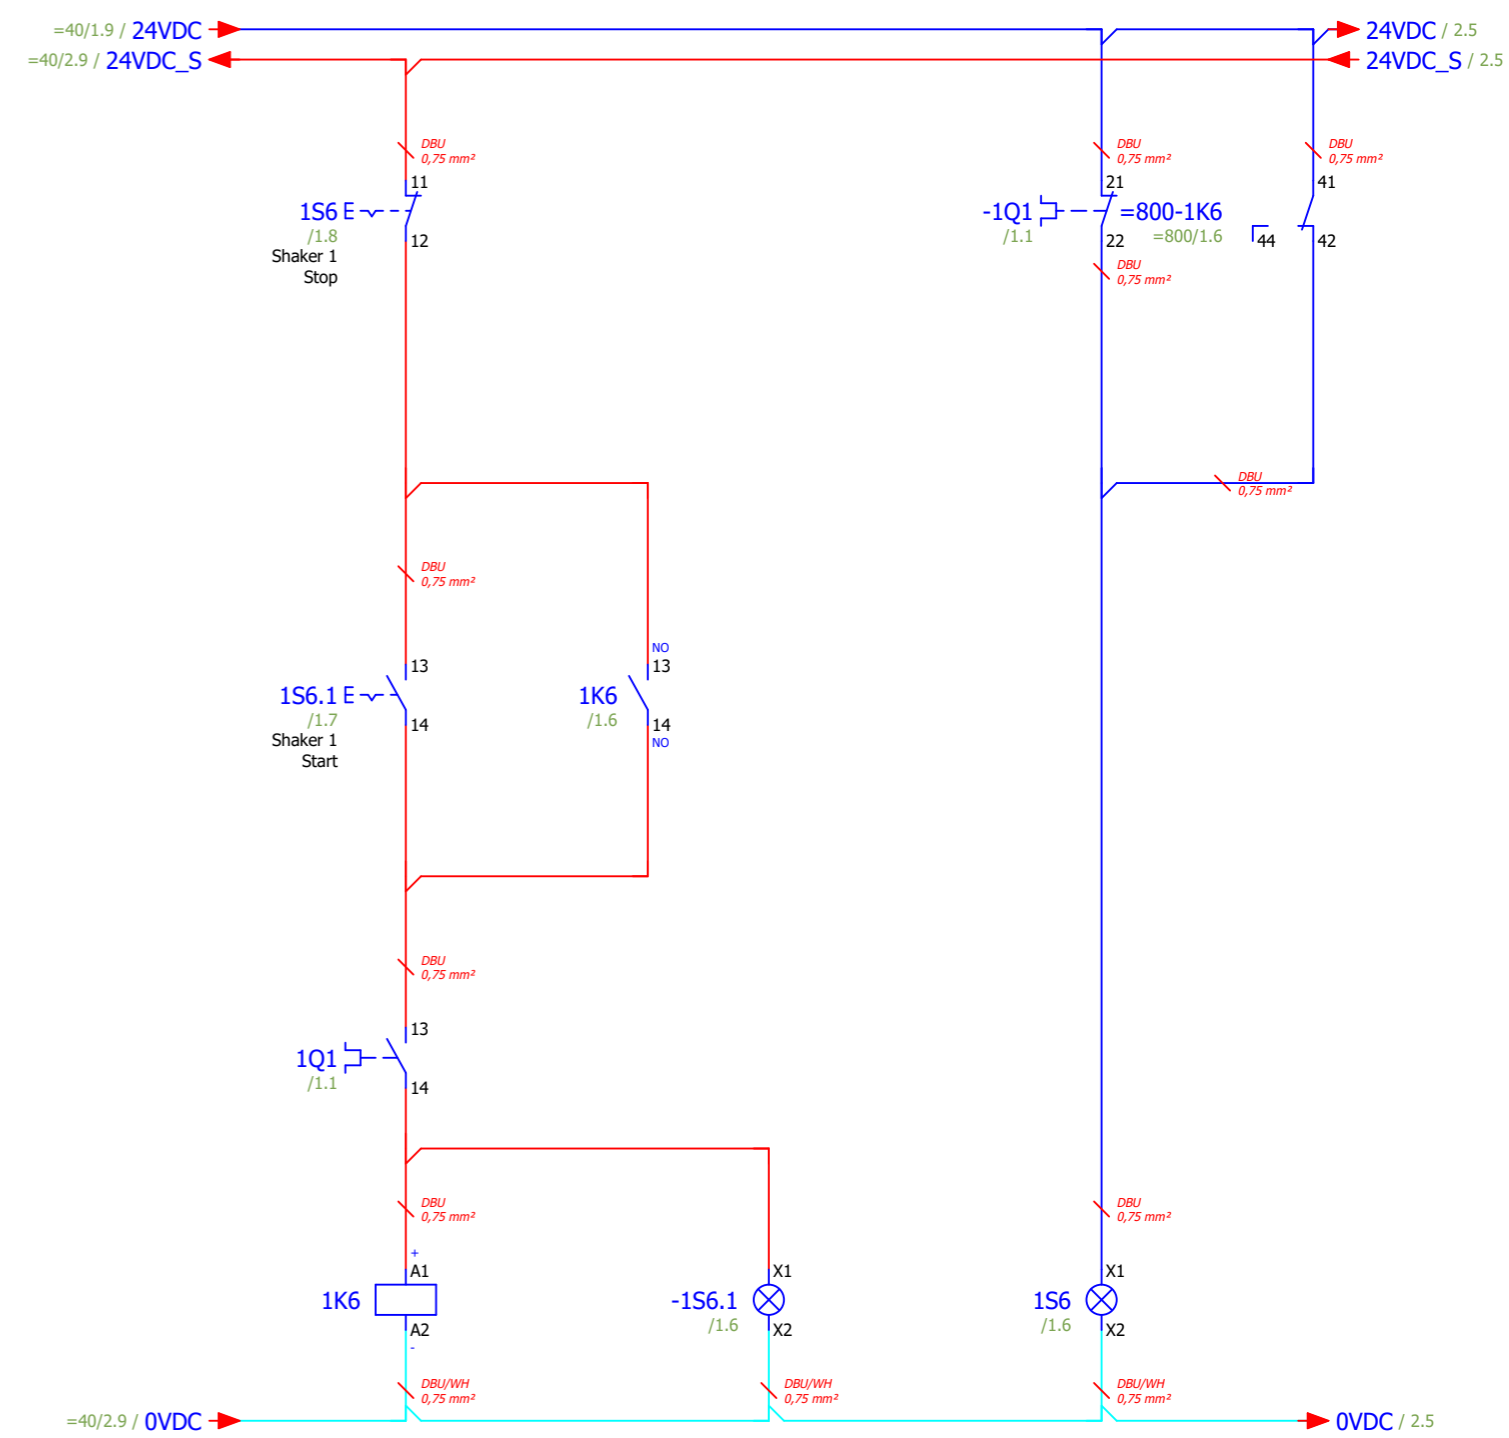 =40/1.9 / 24VDC
24VDC / 2.5
=40/2.9 / 24VDC_S
24VDC_S / 2.5
DBU
0,75 mm²
DBU
0,75 mm²
DBU
0,75 mm²
11
1S6 E
/1.8
12
Shaker 1
Stop
21
-1Q1
/1.1
22
=800-1K6
=800/1.6
41
44
42
DBU
0,75 mm²
DBU
0,75 mm²
DBU
0,75 mm²
13
1S6.1 E
/1.7
14
Shaker 1
Start
NO
13
1K6
/1.6
14
NO
DBU
0,75 mm²
13
1Q1
/1.1
14
DBU
0,75 mm²
DBU
0,75 mm²
+
A1
1K6
A2
-
X1
-1S6.1
/1.6
X2
X1
1S6
/1.6
X2
DBU/WH
0,75 mm²
DBU/WH
0,75 mm²
DBU/WH
0,75 mm²
=40/2.9 / 0VDC
0VDC / 2.5